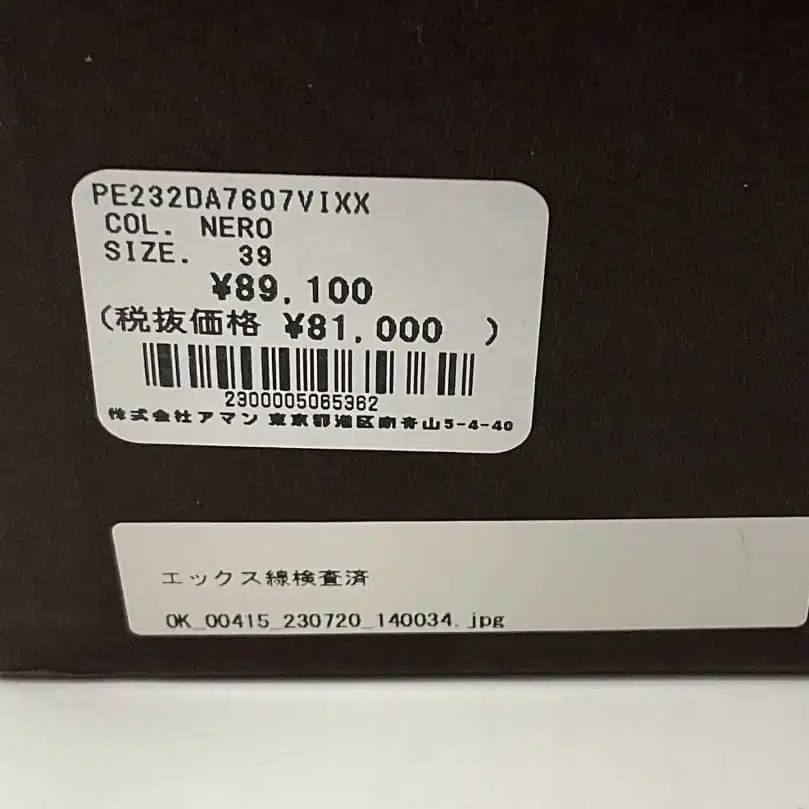 PE232DA7607VIXX
COL. NERO
SIZE. 39
¥89,100
(税抜価格 ¥81,000 )
2300005065362
株式会社アマン 東京都港区南青山5-4-40
エックス線検査済
OK_00415_230720_140034.jpg